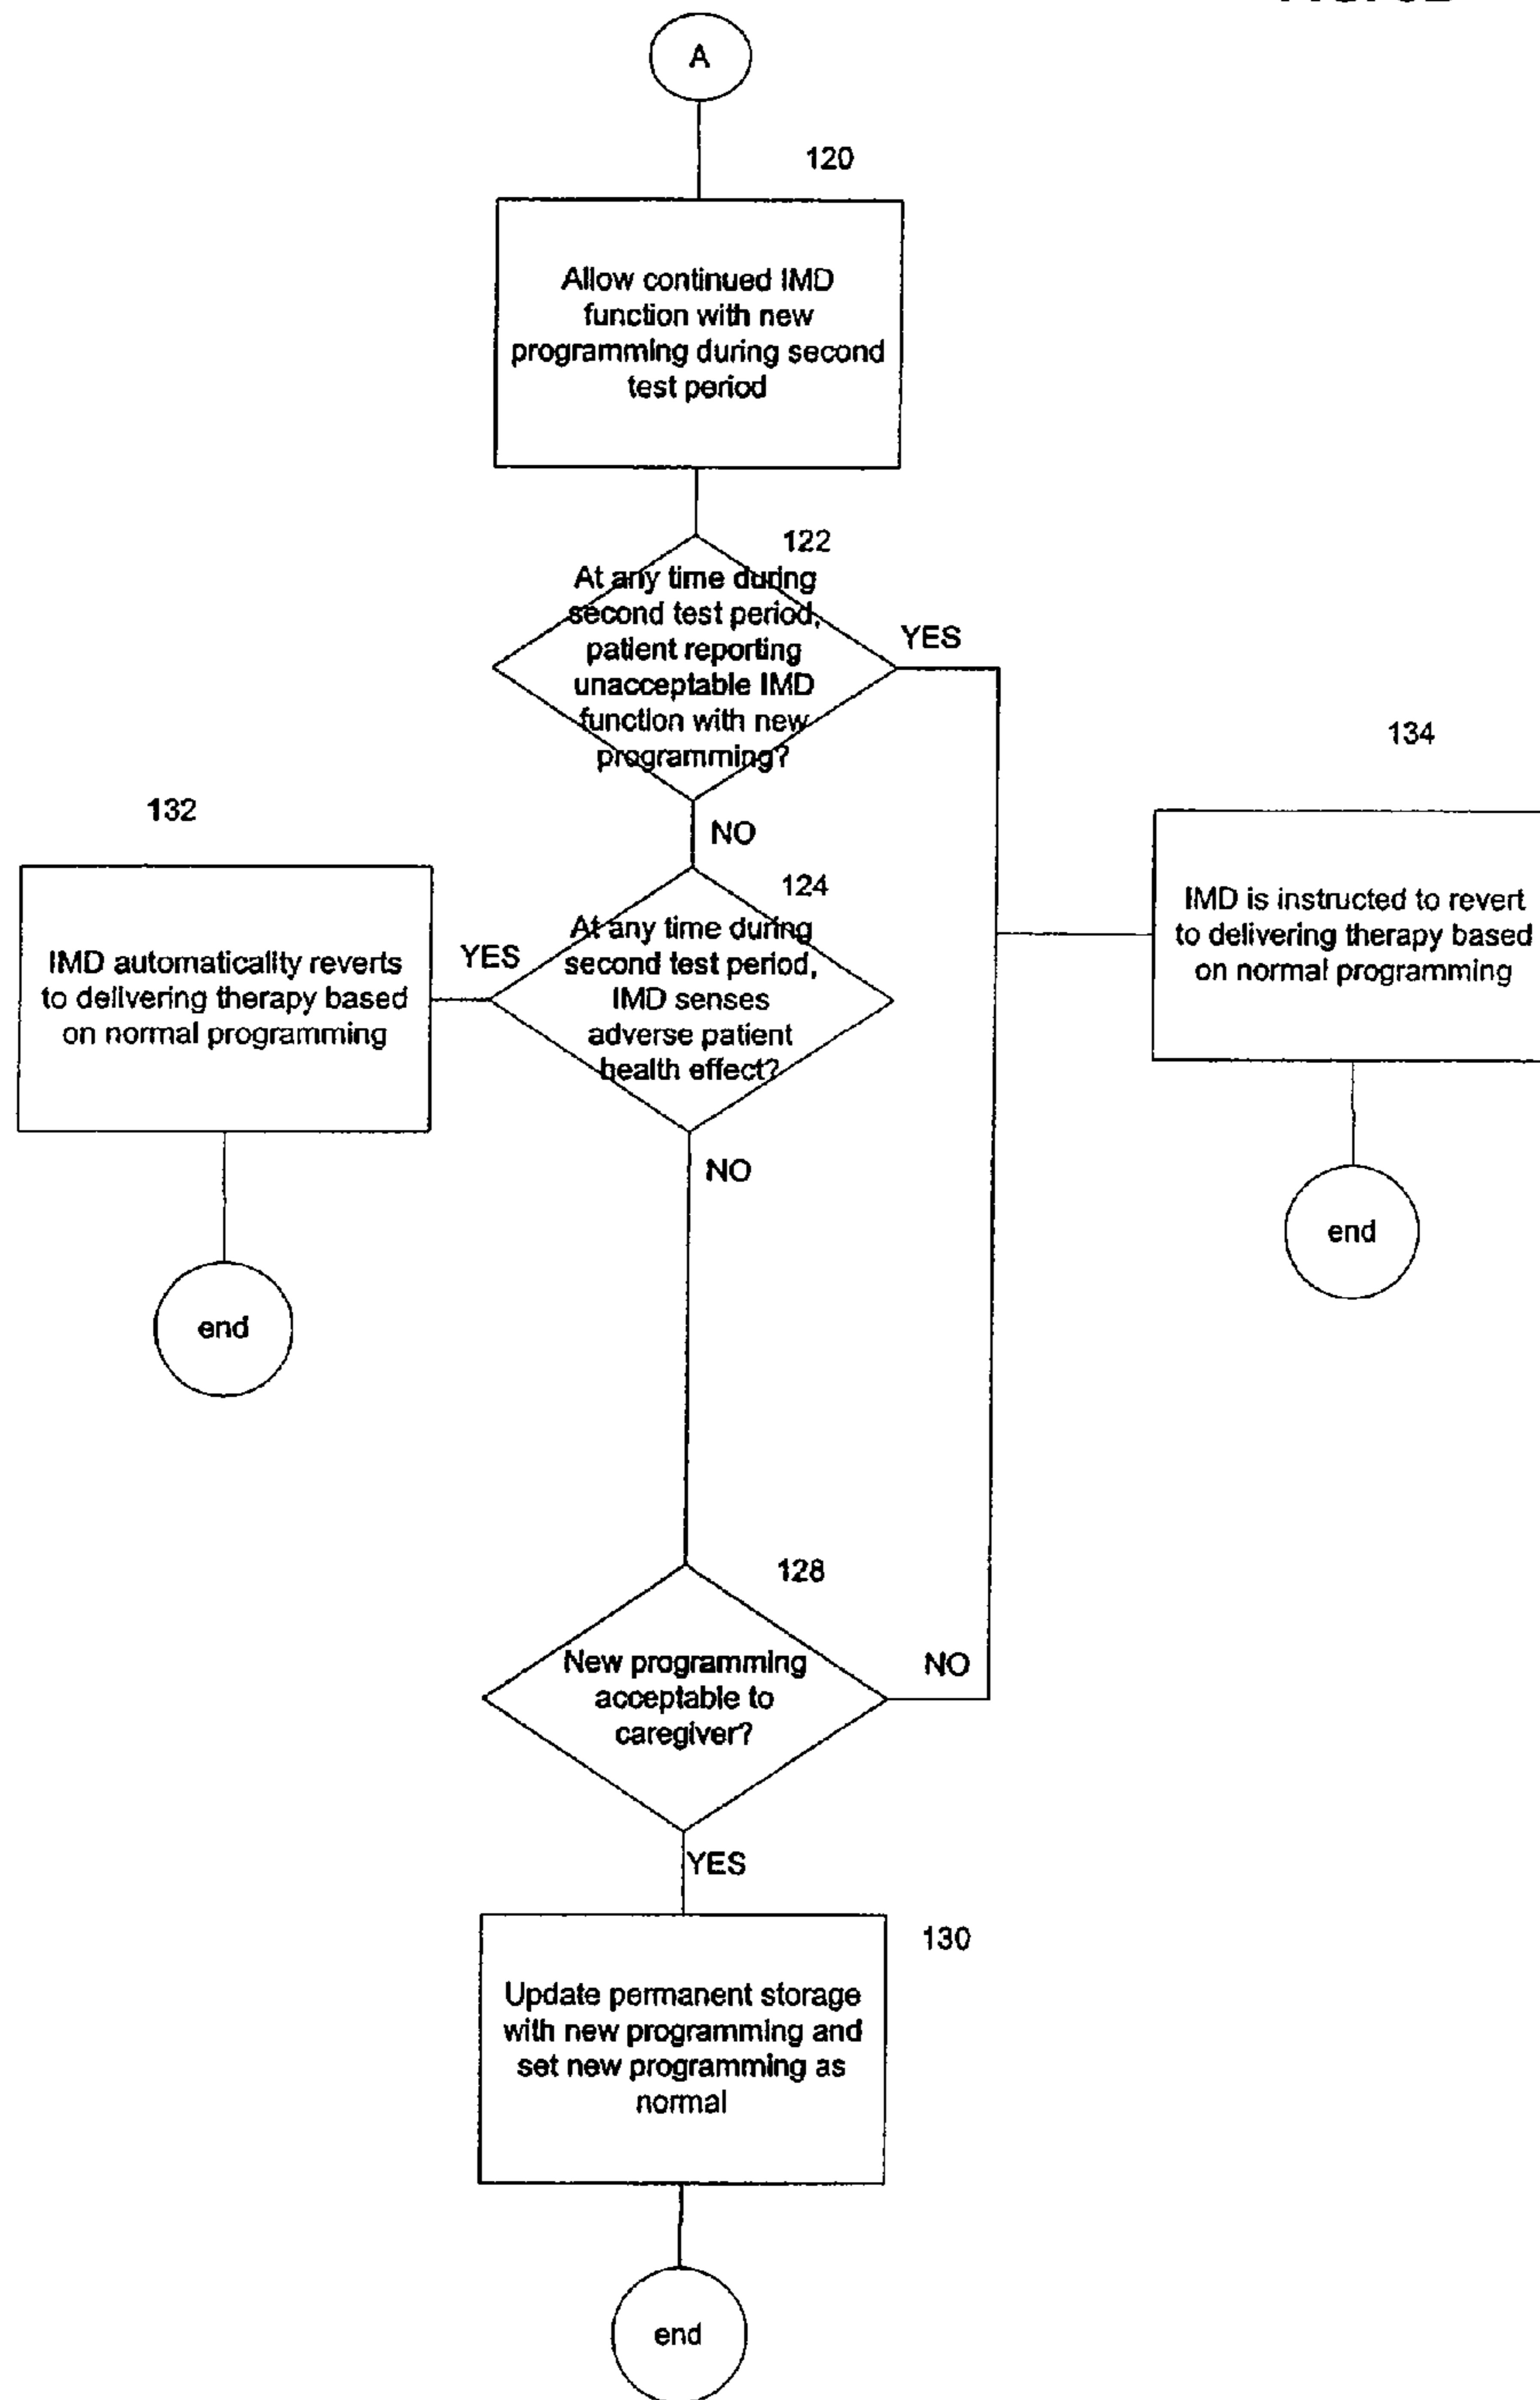 A
120
Allow continued IMD
function with new
programming during second
test period
122
At any time during
second test period,
patient reporting
unacceptable IMD
function with new
programming?
YES
NO
134
IMD is instructed to revert
to delivering therapy based
on normal programming
end
132
IMD automatically reverts
to delivering therapy based
on normal programming
end
YES
124
At any time during
second test period,
IMD senses
adverse patient
health effect?
NO
128
New programming
acceptable to
caregiver?
NO
YES
130
Update permanent storage
with new programming and
set new programming as
normal
end